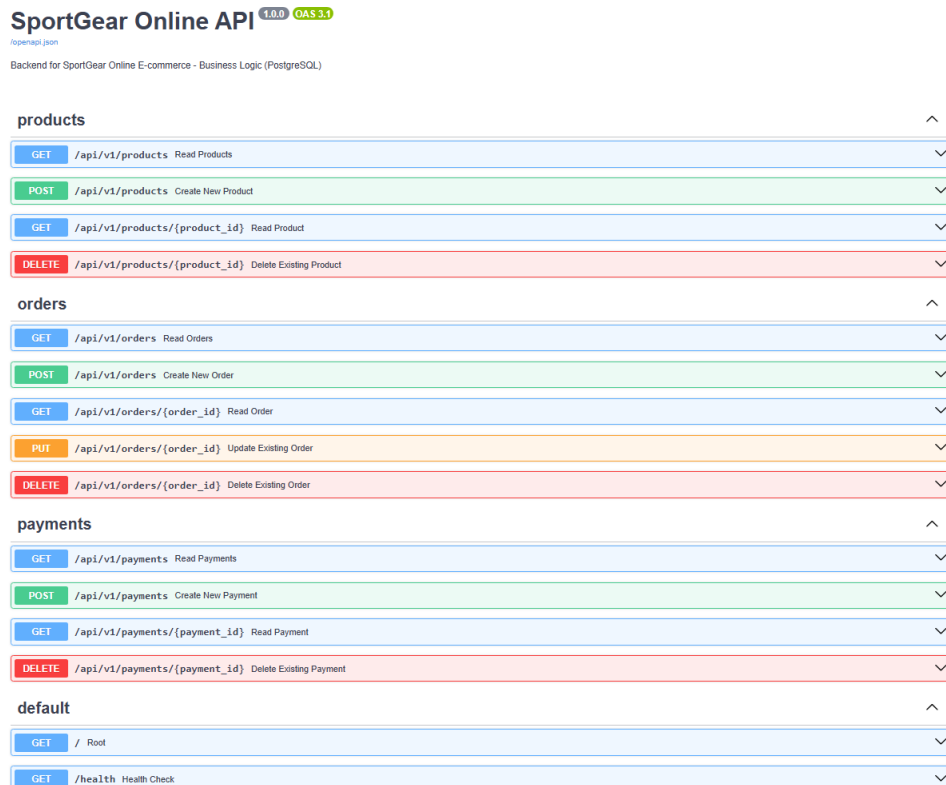 SportGear Online API 1.0.0 OAS 3.1
/openapi.json
Backend for SportGear Online E-commerce - Business Logic (PostgreSQL)
products
GET /api/v1/products Read Products
POST /api/v1/products Create New Product
GET /api/v1/products/{product_id} Read Product
DELETE /api/v1/products/{product_id} Delete Existing Product
orders
GET /api/v1/orders Read Orders
POST /api/v1/orders Create New Order
GET /api/v1/orders/{order_id} Read Order
PUT /api/v1/orders/{order_id} Update Existing Order
DELETE /api/v1/orders/{order_id} Delete Existing Order
payments
GET /api/v1/payments Read Payments
POST /api/v1/payments Create New Payment
GET /api/v1/payments/{payment_id} Read Payment
DELETE /api/v1/payments/{payment_id} Delete Existing Payment
default
GET / Root
GET /health Health Check